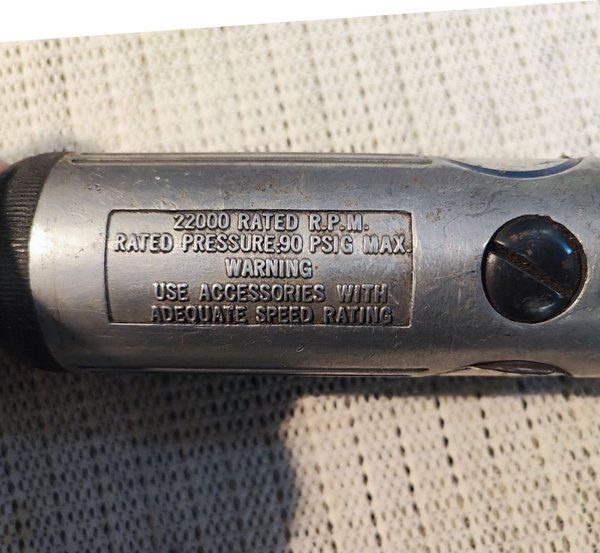 22000 RATED R.P.M.
RATED PRESSURE.90 PSIG MAX.
WARNING
USE ACCESSORIES WITH
ADEQUATE SPEED RATING